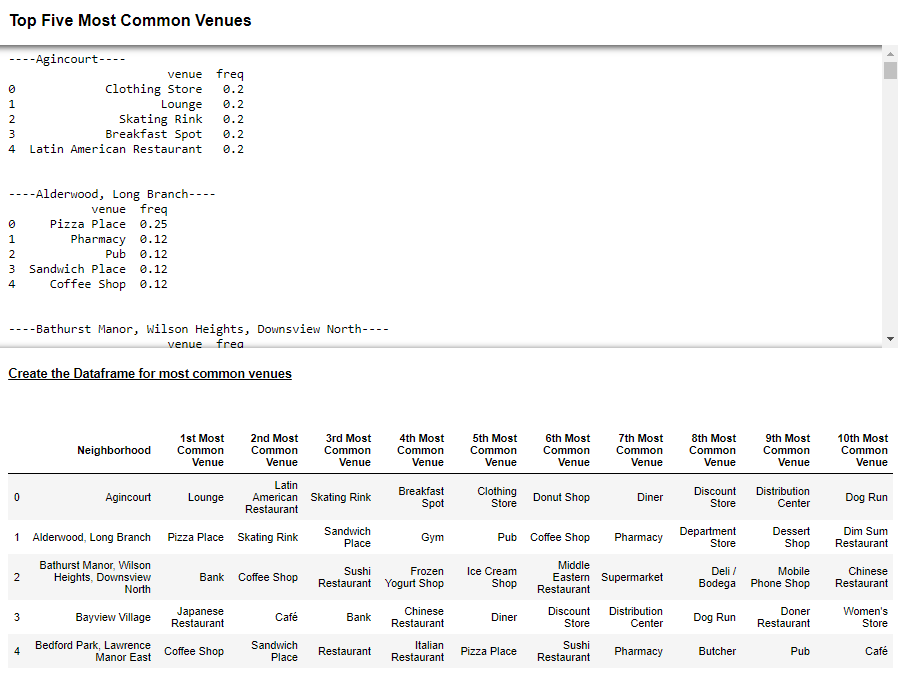 Top Five Most Common Venues
----Agincourt----
venue freq
0 Clothing Store 0.2
1 Lounge 0.2
2 Skating Rink 0.2
3 Breakfast Spot 0.2
4 Latin American Restaurant 0.2
----Alderwood, Long Branch----
venue freq
0 Pizza Place 0.25
1 Pharmacy 0.12
2 Pub 0.12
3 Sandwich Place 0.12
4 Coffee Shop 0.12
----Bathurst Manor, Wilson Heights, Downsview North----
venue freq
Create the Dataframe for most common venues
Neighborhood 1st Most Common Venue 2nd Most Common Venue 3rd Most Common Venue 4th Most Common Venue 5th Most Common Venue 6th Most Common Venue 7th Most Common Venue 8th Most Common Venue 9th Most Common Venue 10th Most Common Venue
0 Agincourt Lounge Latin American Restaurant Skating Rink Breakfast Spot Clothing Store Donut Shop Diner Discount Store Distribution Center Dog Run
1 Alderwood, Long Branch Pizza Place Skating Rink Sandwich Place Gym Pub Coffee Shop Pharmacy Department Store Dessert Shop Dim Sum Restaurant
2 Bathurst Manor, Wilson Heights, Downsview North Bank Coffee Shop Sushi Restaurant Frozen Yogurt Shop Ice Cream Shop Middle Eastern Restaurant Supermarket Deli / Bodega Mobile Phone Shop Chinese Restaurant
3 Bayview Village Japanese Restaurant Café Bank Chinese Restaurant Diner Discount Store Distribution Center Dog Run Doner Restaurant Women's Store
4 Bedford Park, Lawrence Manor East Coffee Shop Sandwich Place Restaurant Italian Restaurant Pizza Place Sushi Restaurant Pharmacy Butcher Pub Café